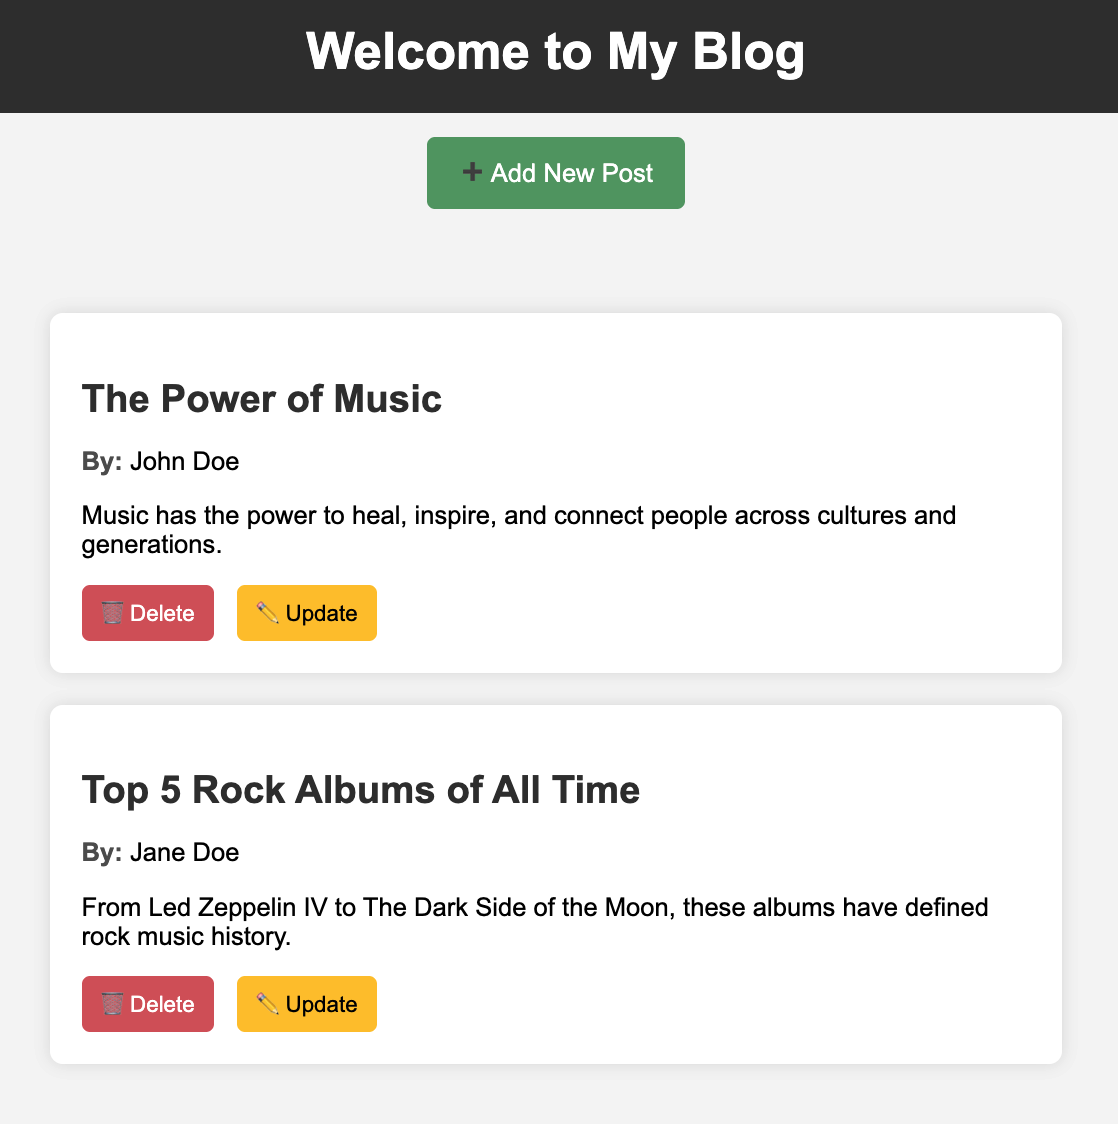 Welcome to My Blog
➕ Add New Post
The Power of Music
By: John Doe
Music has the power to heal, inspire, and connect people across cultures and
generations.
🗑️ Delete ✏️ Update
Top 5 Rock Albums of All Time
By: Jane Doe
From Led Zeppelin IV to The Dark Side of the Moon, these albums have defined
rock music history.
🗑️ Delete ✏️ Update